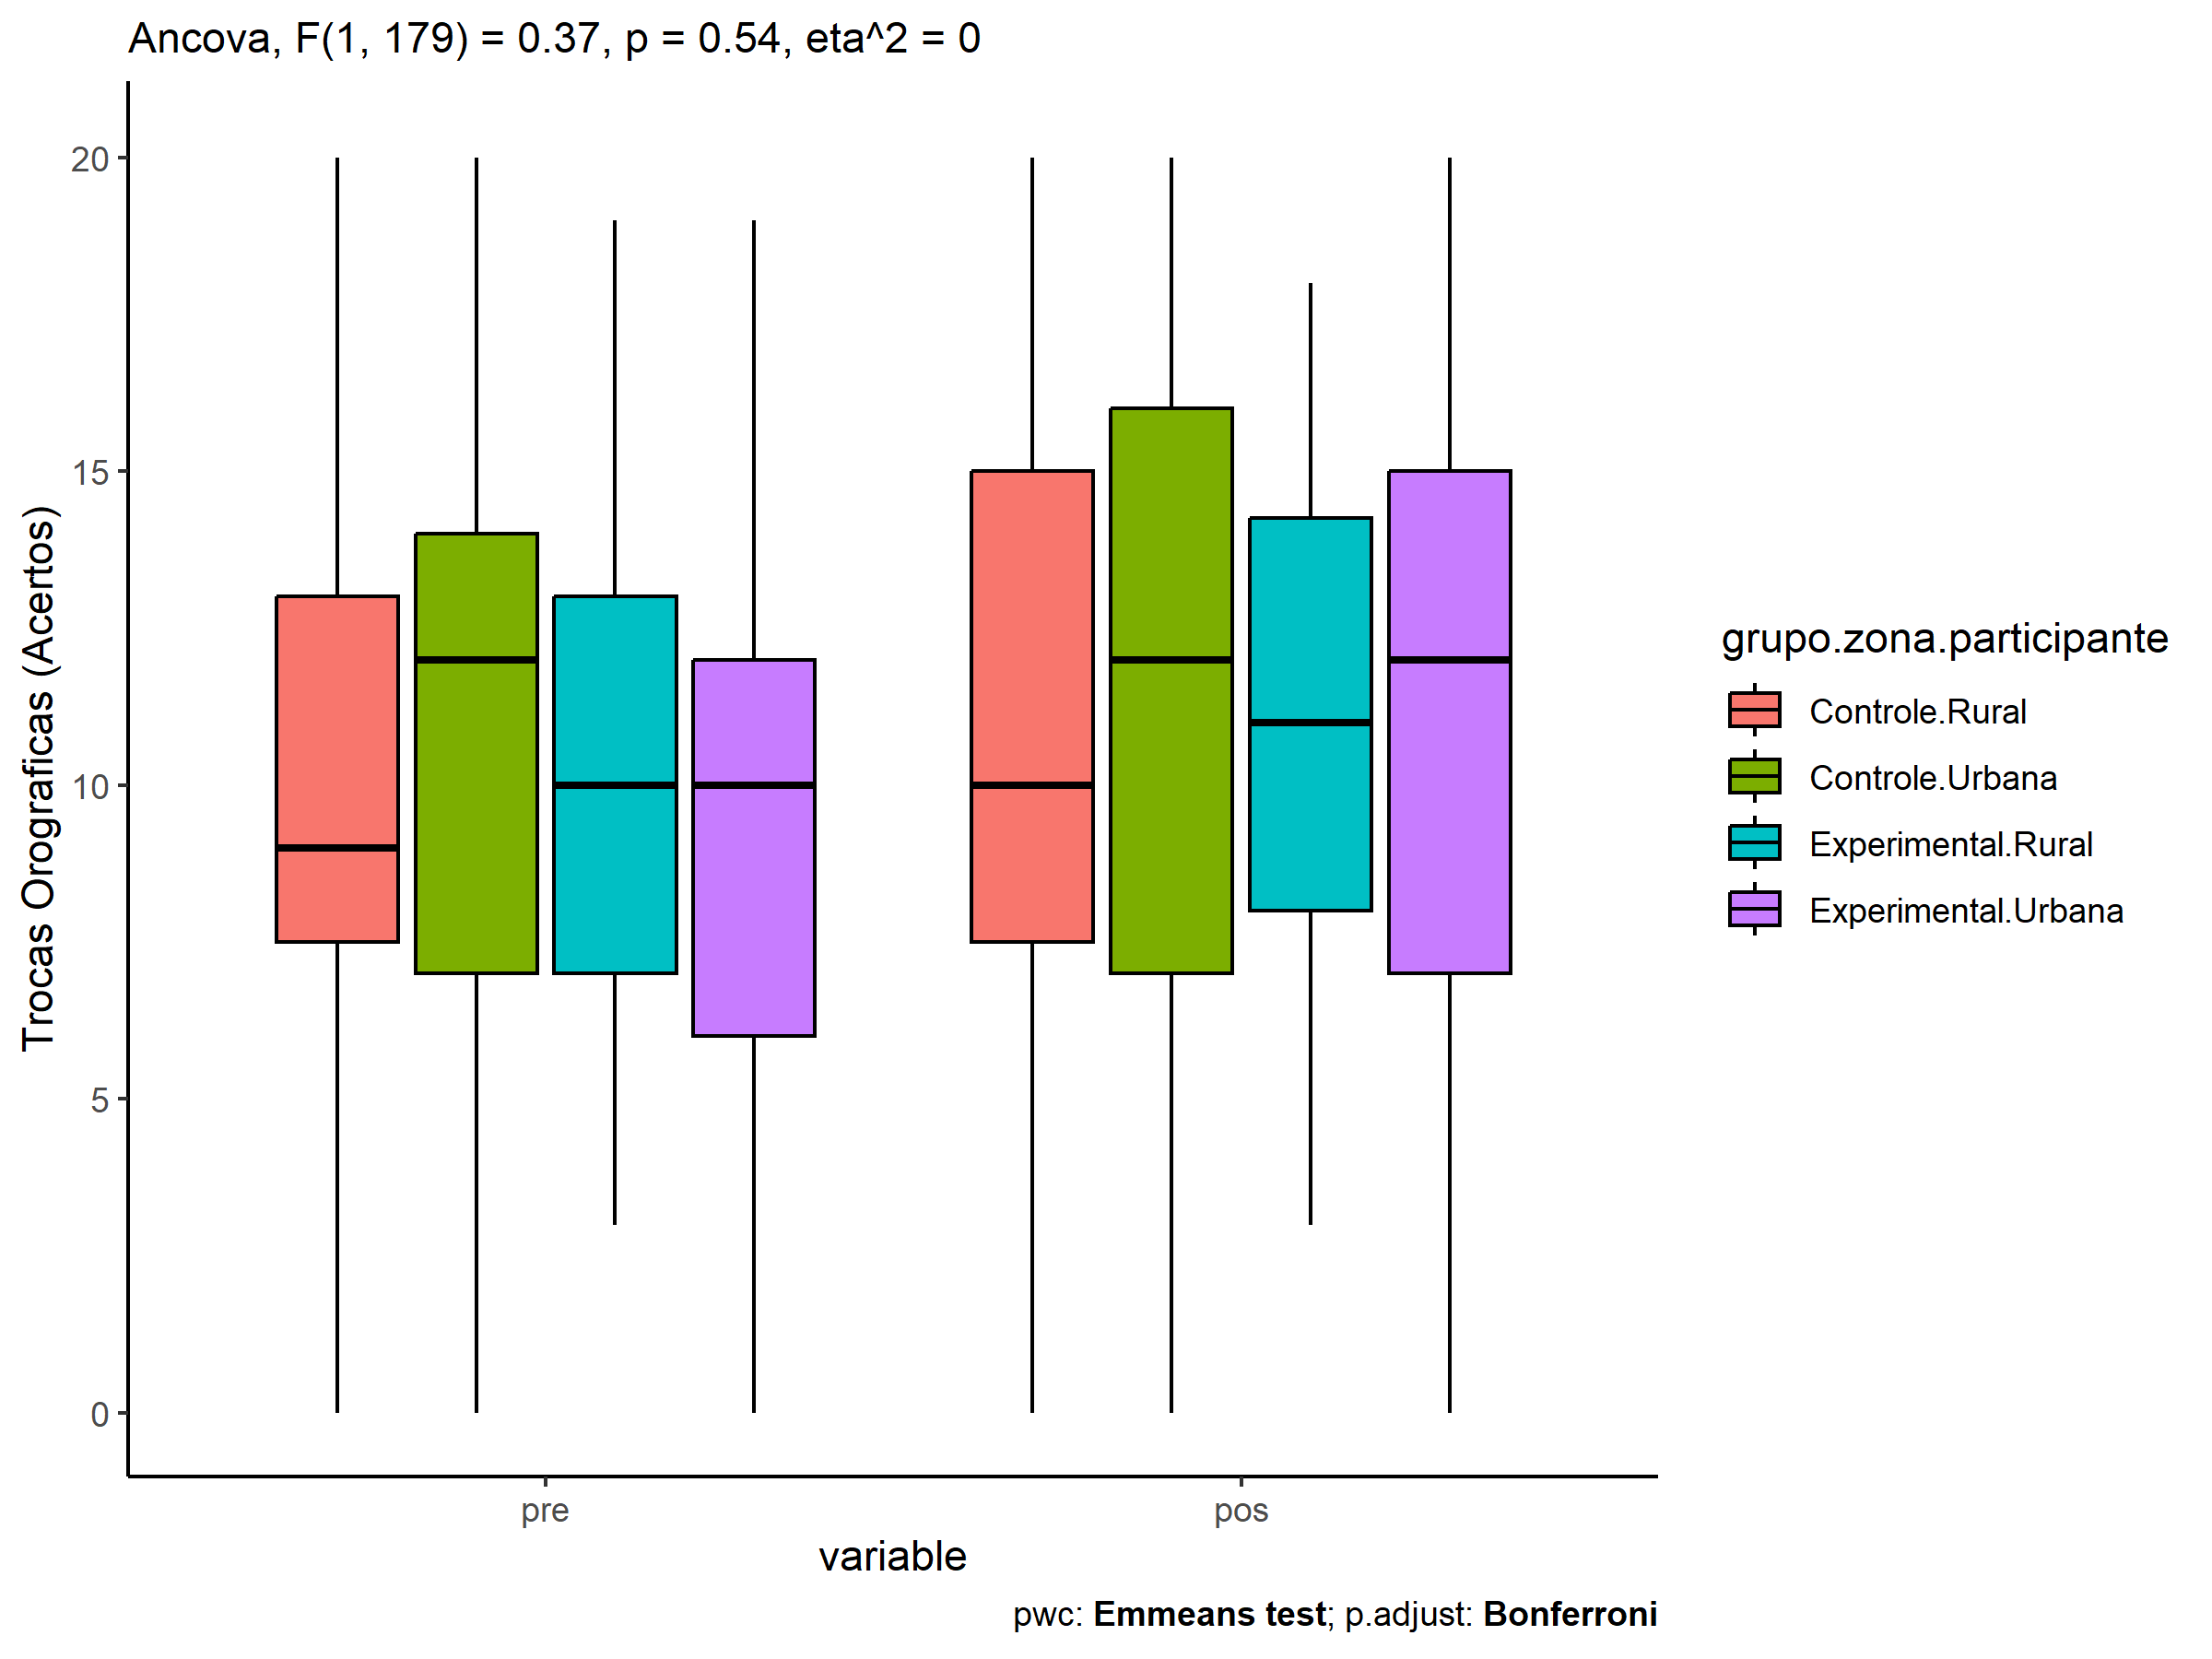 Ancova, F(1, 179) = 0.37, p = 0.54, eta^2 = 0
Trocas Orograficas (Acertos)
20
15
10
5
0
pre
pos
variable
grupo.zona.participante
Controle.Rural
Controle.Urbana
Experimental.Rural
Experimental.Urbana
pwc: Emmeans test; p.adjust: Bonferroni